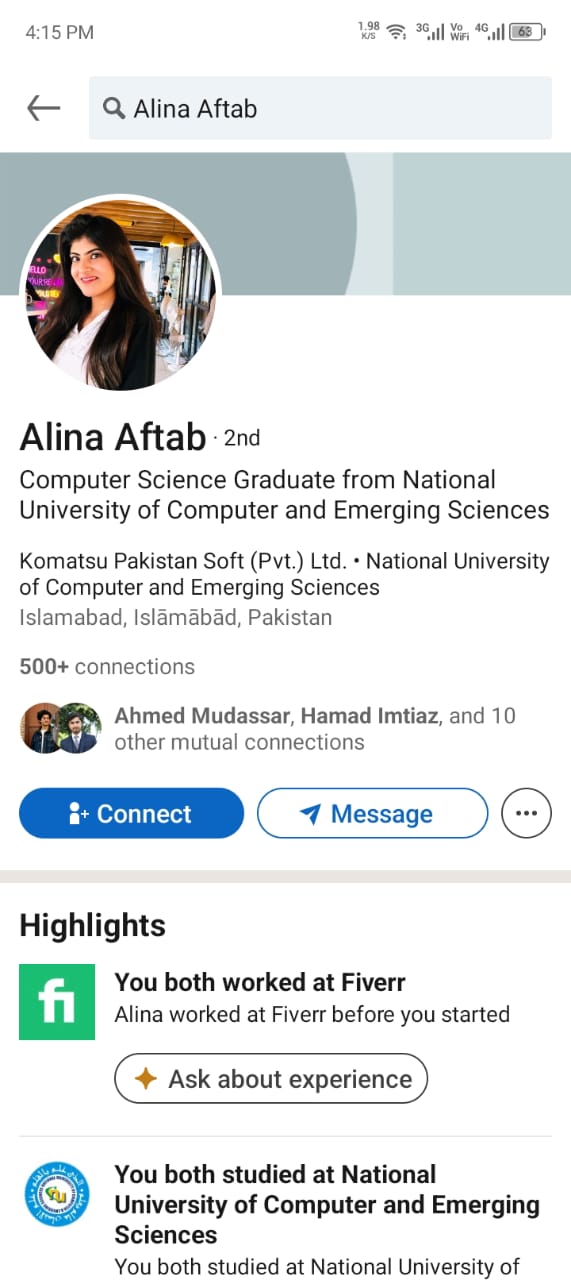 4:15 PM
1.98 K/S 3G Vo WiFi 4G 63
Alina Aftab
Alina Aftab · 2nd
Computer Science Graduate from National
University of Computer and Emerging Sciences
Komatsu Pakistan Soft (Pvt.) Ltd. • National University
of Computer and Emerging Sciences
Islamabad, Islāmābād, Pakistan
500+ connections
Ahmed Mudassar, Hamad Imtiaz, and 10
other mutual connections
Connect
Message
Highlights
fi
You both worked at Fiverr
Alina worked at Fiverr before you started
Ask about experience
You both studied at National
University of Computer and Emerging
Sciences
You both studied at National University of